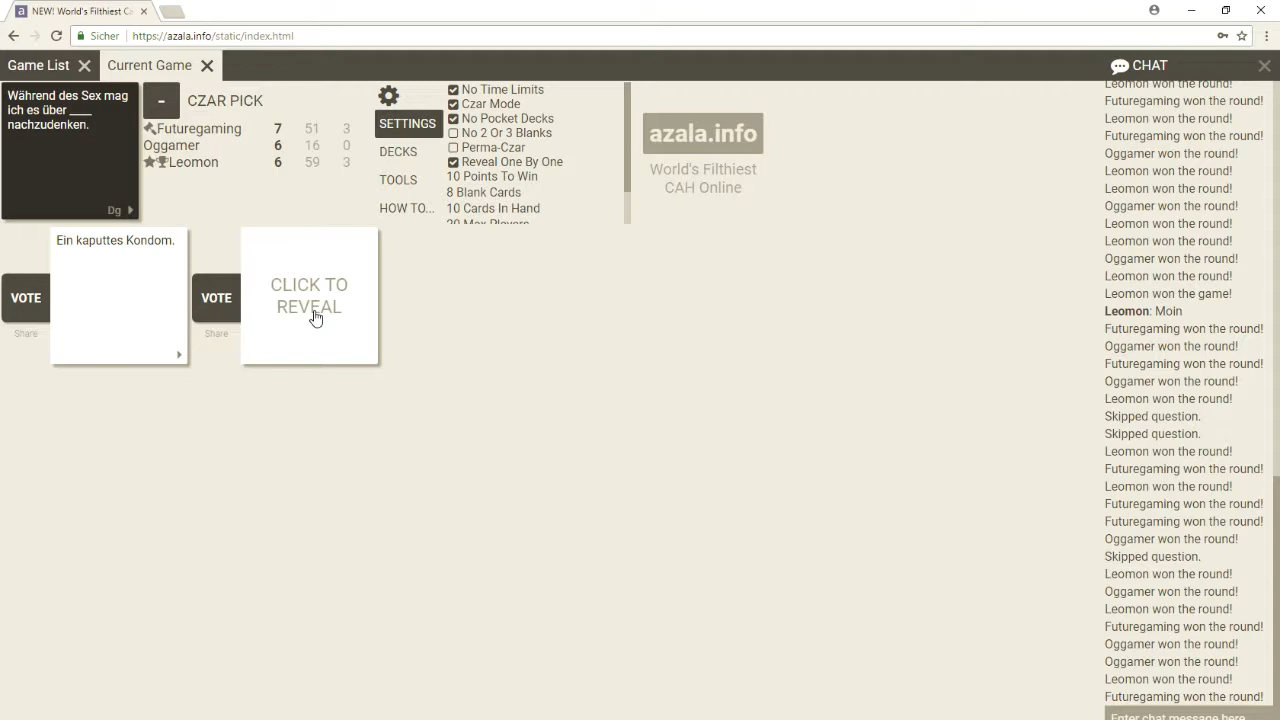 NEW! World's Filthiest C
Sicher
https://azala.info/static/index.html
Game List
Current Game
CHAT
Während des Sex mag
ich es über ____
nachzudenken.
Dg
-
CZAR PICK
Futuregaming 7 51 3
Oggamer 6 16 0
Leomon 6 59 3
SETTINGS
DECKS
TOOLS
HOW TO...
No Time Limits
Czar Mode
No Pocket Decks
No 2 Or 3 Blanks
Perma-Czar
Reveal One By One
10 Points To Win
8 Blank Cards
10 Cards In Hand
20 Max Players
azala.info
World's Filthiest
CAH Online
VOTE
Share
Ein kaputtes Kondom.
VOTE
Share
CLICK TO
REVEAL
Leomon won the round!
Futuregaming won the round!
Leomon won the round!
Futuregaming won the round!
Oggamer won the round!
Leomon won the round!
Leomon won the round!
Oggamer won the round!
Leomon won the round!
Leomon won the round!
Oggamer won the round!
Leomon won the round!
Leomon won the game!
Leomon: Moin
Futuregaming won the round!
Oggamer won the round!
Futuregaming won the round!
Oggamer won the round!
Leomon won the round!
Skipped question.
Skipped question.
Leomon won the round!
Futuregaming won the round!
Leomon won the round!
Futuregaming won the round!
Futuregaming won the round!
Oggamer won the round!
Skipped question.
Leomon won the round!
Oggamer won the round!
Leomon won the round!
Futuregaming won the round!
Oggamer won the round!
Oggamer won the round!
Leomon won the round!
Futuregaming won the round!
Enter chat message here